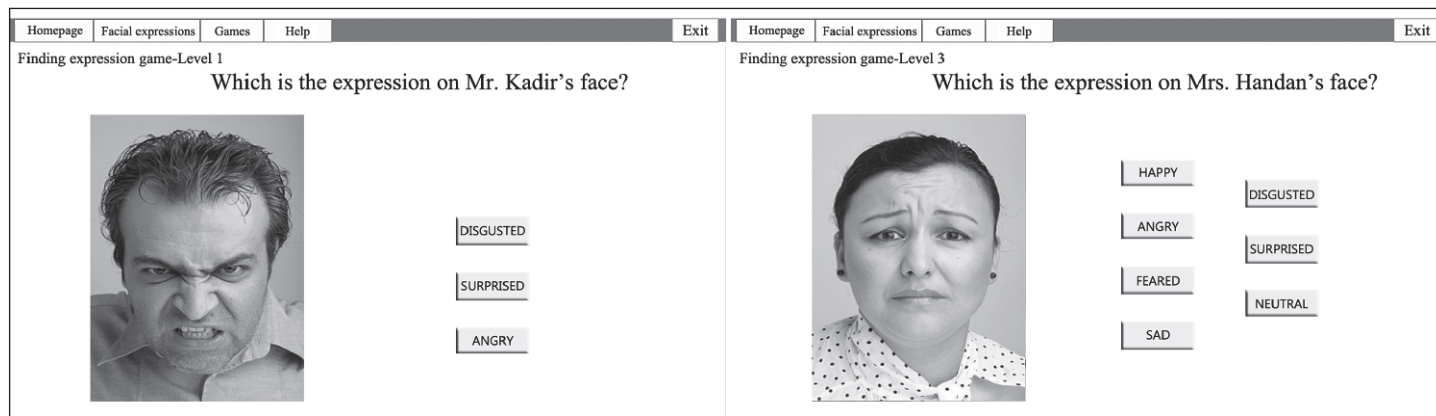 Homepage
Facial expressions
Games
Help
Exit
Finding expression game-Level 1
Which is the expression on Mr. Kadir's face?
DISGUSTED
SURPRISED
ANGRY
Homepage
Facial expressions
Games
Help
Exit
Finding expression game-Level 3
Which is the expression on Mrs. Handan's face?
HAPPY
DISGUSTED
ANGRY
SURPRISED
FEARED
NEUTRAL
SAD